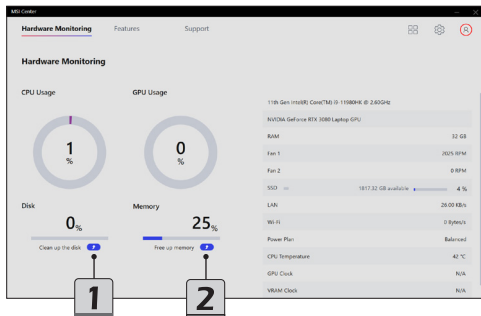 MSI Center
Hardware Monitoring
Features
Support
Hardware Monitoring
CPU Usage
GPU Usage
1
%
0
%
Disk
Memory
0%
25%
Clean up the disk
Free up memory
1
2
11th Gen Intel(R) Core(TM) i9-11980HK @ 2.60GHz
NVIDIA GeForce RTX 3080 Laptop GPU
RAM 32 GB
Fan 1 2025 RPM
Fan 2 0 RPM
SSD 1817.32 GB available 4 %
LAN 26.00 KB/s
Wi-Fi 0 Bytes/s
Power Plan Balanced
CPU Temperature 42 °C
GPU Clock N/A
VRAM Clock N/A